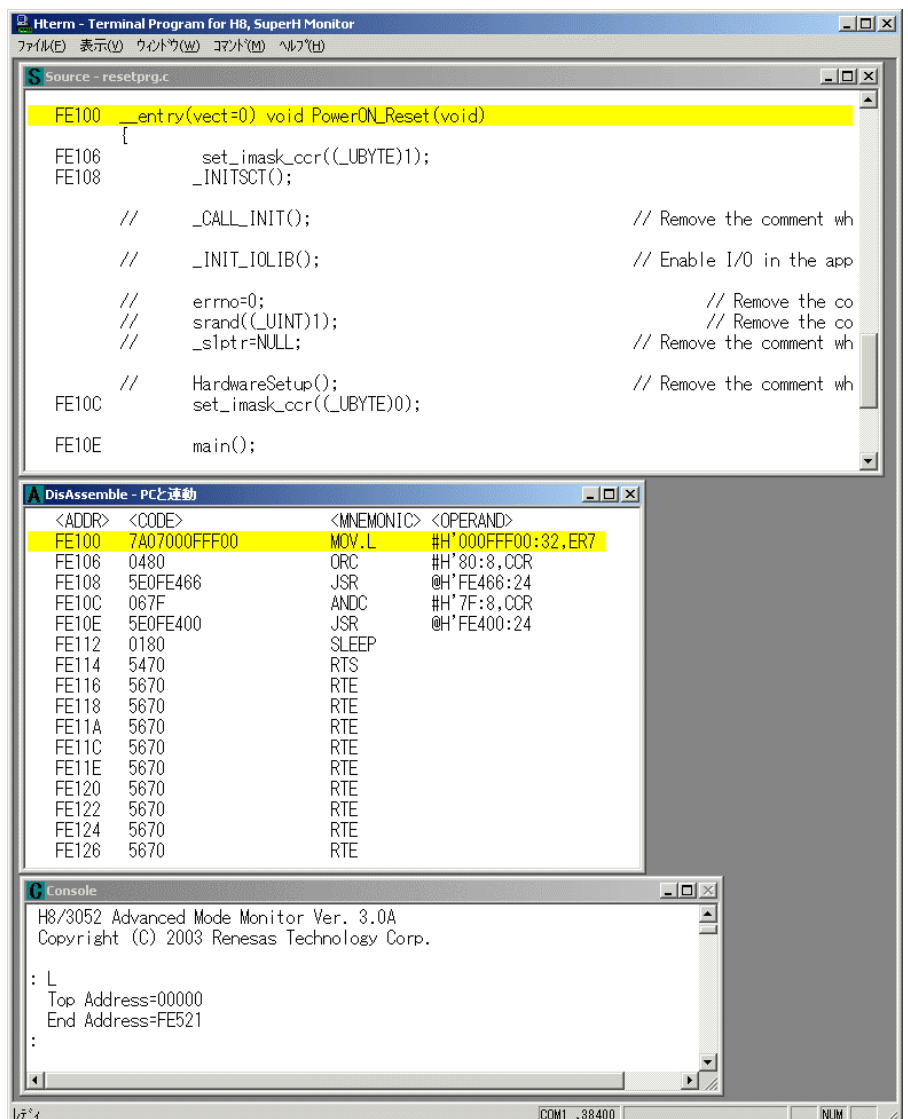 Hterm - Terminal Program for H8, SuperH Monitor
ﾌｧｲﾙ(F) 表示(V) ｳｨﾝﾄﾞｳ(W) ｺﾏﾝﾄﾞ(M) ﾍﾙﾌﾟ(H)
Source - resetprg.c
FE100 __entry(vect=0) void PowerON_Reset(void)
{
FE106 set_imask_ccr((_UBYTE)1);
FE108 _INITSCT();
// _CALL_INIT(); // Remove the comment wh
// _INIT_IOLIB(); // Enable I/O in the app
// errno=0; // Remove the co
// srand((_UINT)1); // Remove the co
// _s1ptr=NULL; // Remove the comment wh
// HardwareSetup(); // Remove the comment wh
FE10C set_imask_ccr((_UBYTE)0);
FE10E main();
DisAssemble - PCと連動
<ADDR> <CODE> <MNEMONIC> <OPERAND>
FE100 7A07000FFF00 MOV.L #H'000FFF00:32,ER7
FE106 0480 ORC #H'80:8,CCR
FE108 5E0FE466 JSR @H'FE466:24
FE10C 067F ANDC #H'7F:8,CCR
FE10E 5E0FE400 JSR @H'FE400:24
FE112 0180 SLEEP
FE114 5470 RTS
FE116 5670 RTE
FE118 5670 RTE
FE11A 5670 RTE
FE11C 5670 RTE
FE11E 5670 RTE
FE120 5670 RTE
FE122 5670 RTE
FE124 5670 RTE
FE126 5670 RTE
Console
H8/3052 Advanced Mode Monitor Ver. 3.0A
Copyright (C) 2003 Renesas Technology Corp.
: L
Top Address=00000
End Address=FE521
:
ﾚﾃﾞｨ COM1 ,38400 NUM